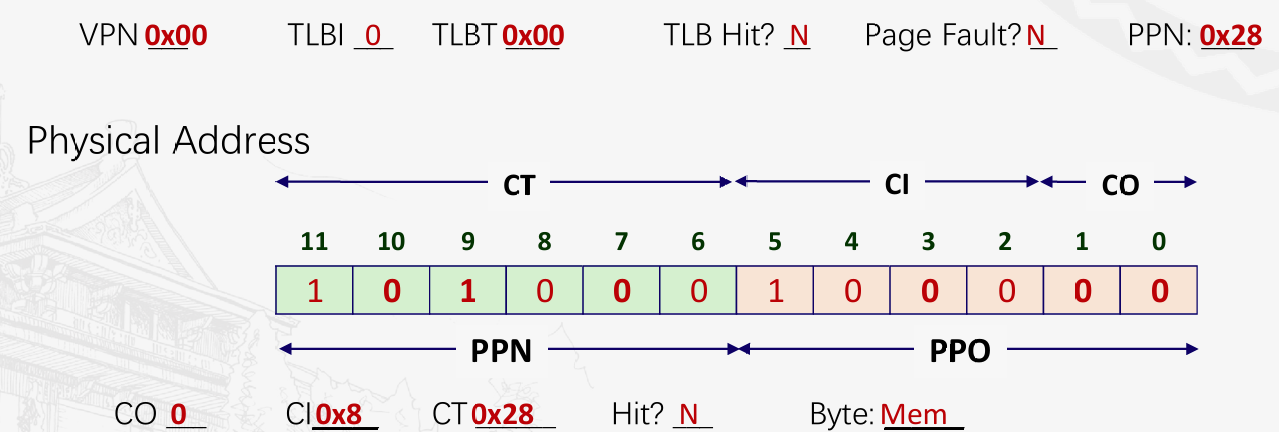 VPN 0x00 TLBI 0 TLBT 0x00 TLB Hit? N Page Fault? N PPN: 0x28
Physical Address
CT CI CO
11 10 9 8 7 6 5 4 3 2 1 0
1 0 1 0 0 0 1 0 0 0 0 0
PPN PPO
CO 0 CI 0x8 CT 0x28 Hit? N Byte: Mem